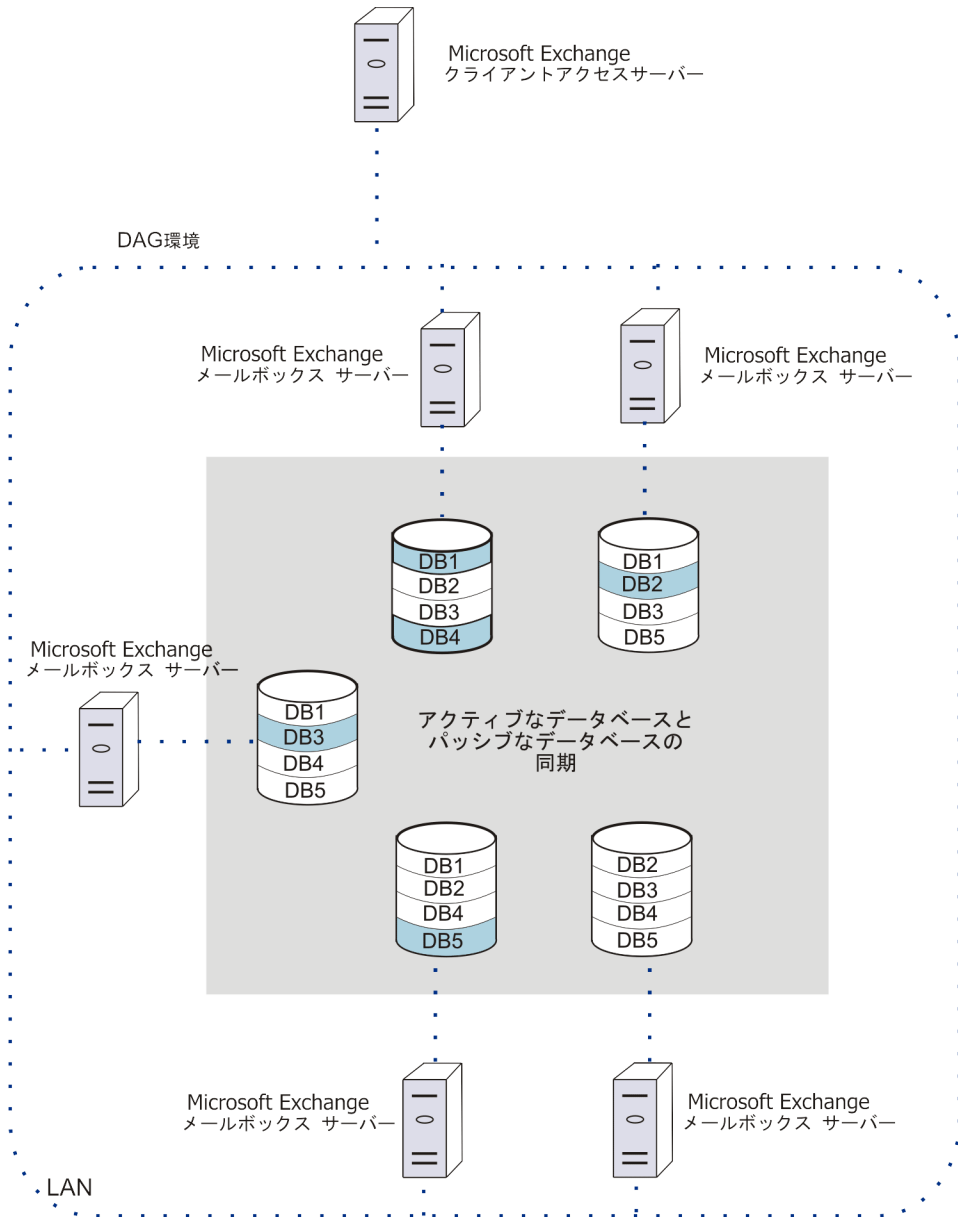 Microsoft Exchange
クライアントアクセスサーバー
DAG環境
Microsoft Exchange
メールボックス サーバー
Microsoft Exchange
メールボックス サーバー
DB1
DB2
DB3
DB4
DB1
DB2
DB3
DB5
Microsoft Exchange
メールボックス サーバー
DB1
DB3
DB4
DB5
アクティブなデータベースと
パッシブなデータベースの
同期
DB1
DB2
DB4
DB5
DB2
DB3
DB4
DB5
Microsoft Exchange
メールボックス サーバー
Microsoft Exchange
メールボックス サーバー
LAN